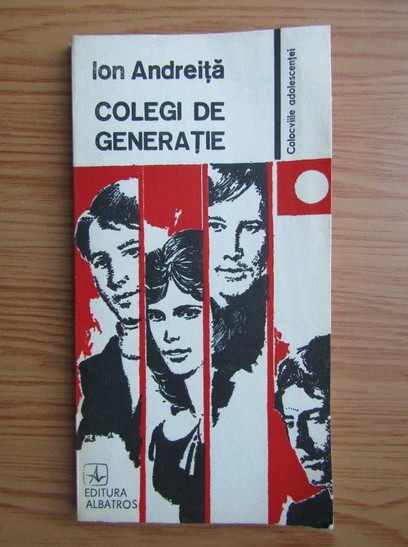 Ion Andreiță
COLEGI DE
GENERAȚIE
Colocviile adolescenței
EDITURA
ALBATROS